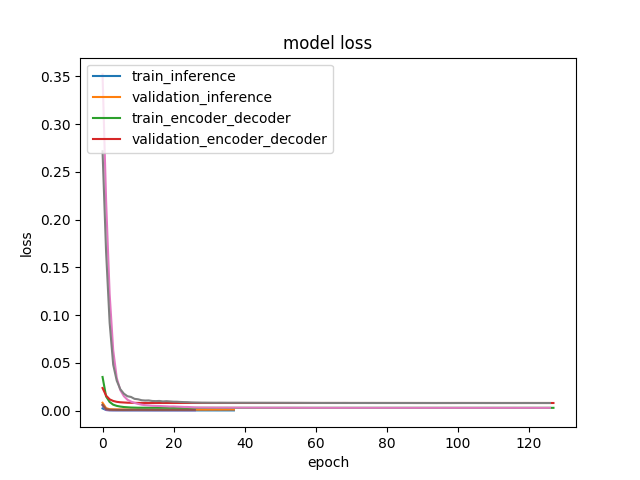 model loss
train_inference
validation_inference
train_encoder_decoder
validation_encoder_decoder
loss
0.35
0.30
0.25
0.20
0.15
0.10
0.05
0.00
0 20 40 60 80 100 120
epoch